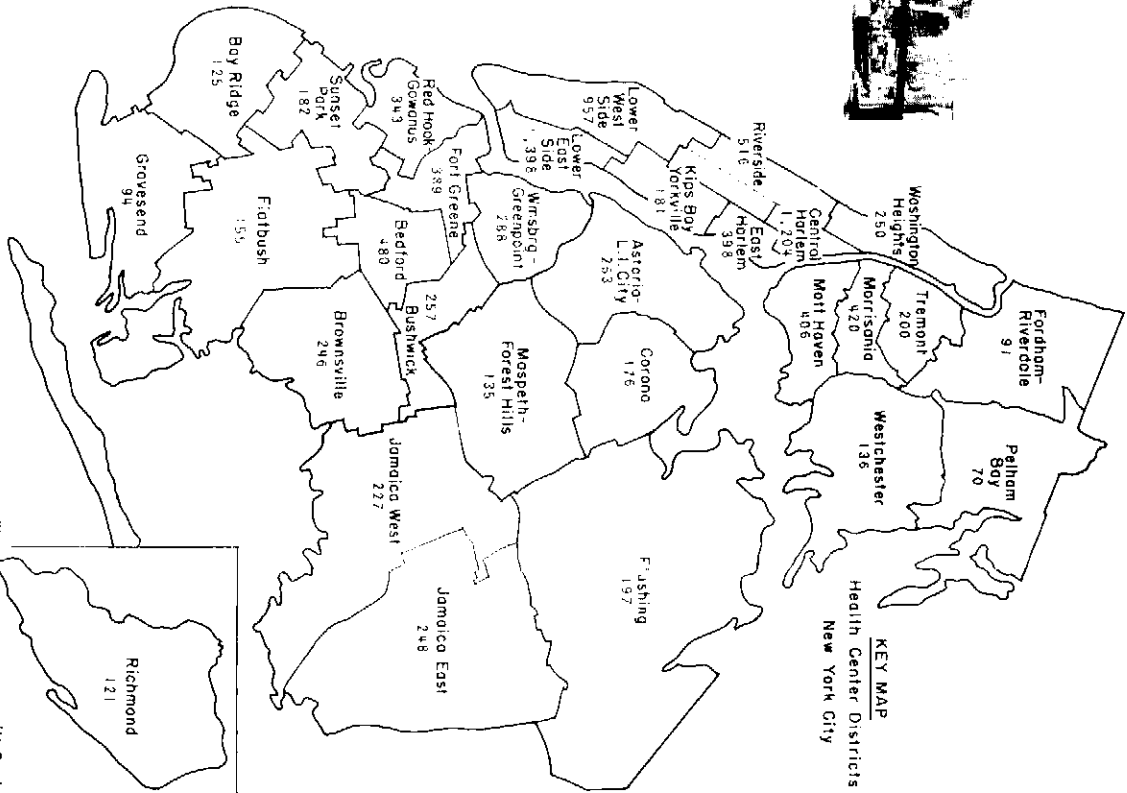 KEY MAP
Health Center Districts
New York City
Fordham-
Riverdale
91
Pelham
Bay
70
Washington
Heights
250
Tremont
200
Morrisania
420
Mott Haven
406
Westchester
136
Riverside
516
Central
Harlem
1,204
East
Harlem
398
Kips Bay
Yorkville
181
Lower
West
Side
957
Lower
East
Side
,398
Astoria-
L.I. City
Corona
176
Flushing
197
Wmsbrg-
Greenpoint
288
Maspeth-
Forest Hills
135
Fort Greene
389
Red Hook-
Gowanus
343
Bedford
480
257
Bushwick
Sunset
Park
182
Bay Ridge
125
Flatbush
Brownsville
246
Jamaica West
227
Jamaica East
248
Gravesend
94
Richmond
121